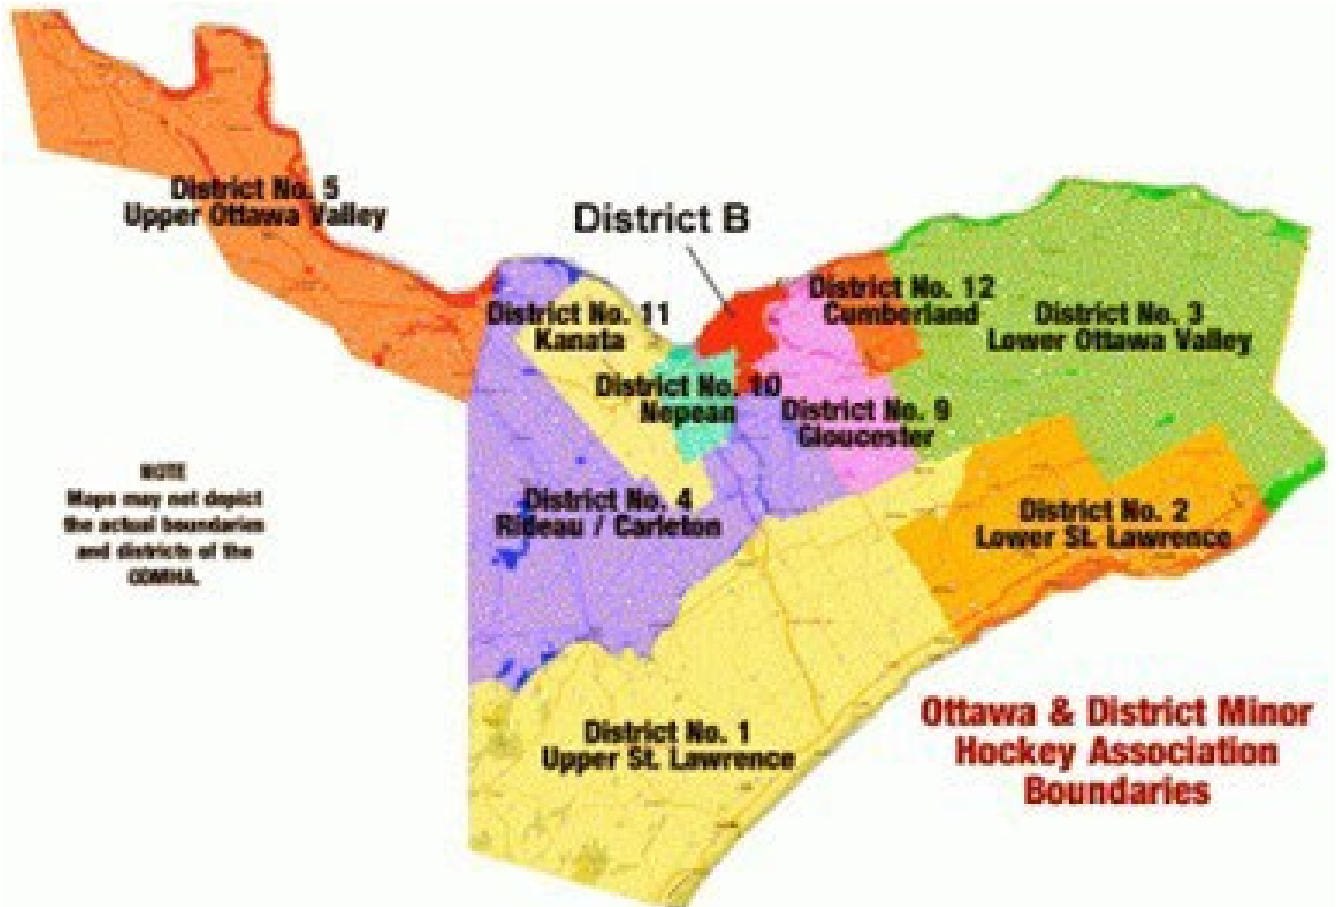 District No. 5
Upper Ottawa Valley
District B
District No. 12
Cumberland
District No. 11
Kanata
District No. 3
Lower Ottawa Valley
District No. 10
Nepean
District No. 9
Gloucester
NOTE
Maps may not depict
the actual boundaries
and districts of the
ODMHA.
District No. 4
Rideau / Carleton
District No. 2
Lower St. Lawrence
District No. 1
Upper St. Lawrence
Ottawa & District Minor
Hockey Association
Boundaries